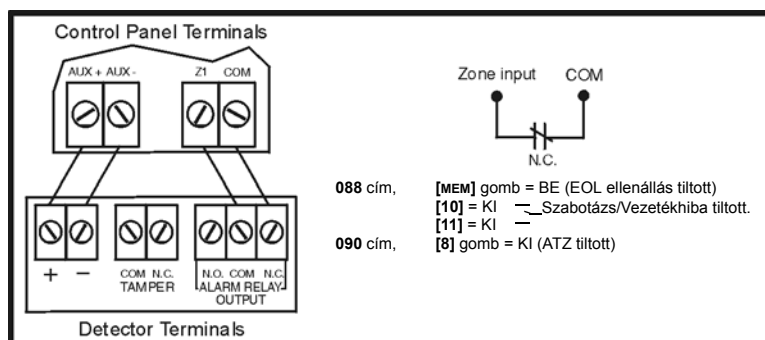 Control Panel Terminals
AUX + AUX - Z1 COM
Zone input COM
N.C.
088 cím, [MEM] gomb = BE (EOL ellenállás tiltott)
[10] = KI Szabotázs/Vezetékhiba tiltott.
[11] = KI
090 cím, [8] gomb = KI (ATZ tiltott)
+ - COM N.C. N.O. COM N.C.
TAMPER ALARM RELAY
OUTPUT
Detector Terminals